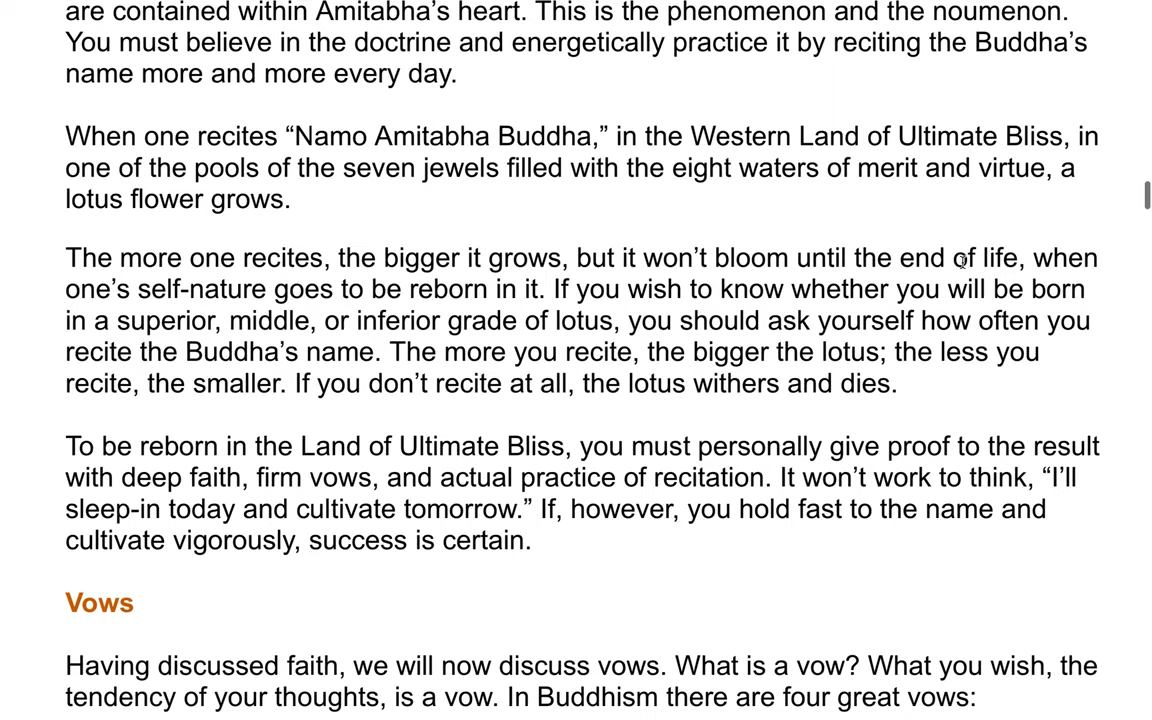 are contained within Amitabha’s heart. This is the phenomenon and the noumenon.
You must believe in the doctrine and energetically practice it by reciting the Buddha’s
name more and more every day.
When one recites “Namo Amitabha Buddha,” in the Western Land of Ultimate Bliss, in
one of the pools of the seven jewels filled with the eight waters of merit and virtue, a
lotus flower grows.
The more one recites, the bigger it grows, but it won’t bloom until the end of life, when
one’s self-nature goes to be reborn in it. If you wish to know whether you will be born
in a superior, middle, or inferior grade of lotus, you should ask yourself how often you
recite the Buddha’s name. The more you recite, the bigger the lotus; the less you
recite, the smaller. If you don’t recite at all, the lotus withers and dies.
To be reborn in the Land of Ultimate Bliss, you must personally give proof to the result
with deep faith, firm vows, and actual practice of recitation. It won’t work to think, “I’ll
sleep-in today and cultivate tomorrow.” If, however, you hold fast to the name and
cultivate vigorously, success is certain.
Vows
Having discussed faith, we will now discuss vows. What is a vow? What you wish, the
tendency of your thoughts, is a vow. In Buddhism there are four great vows: